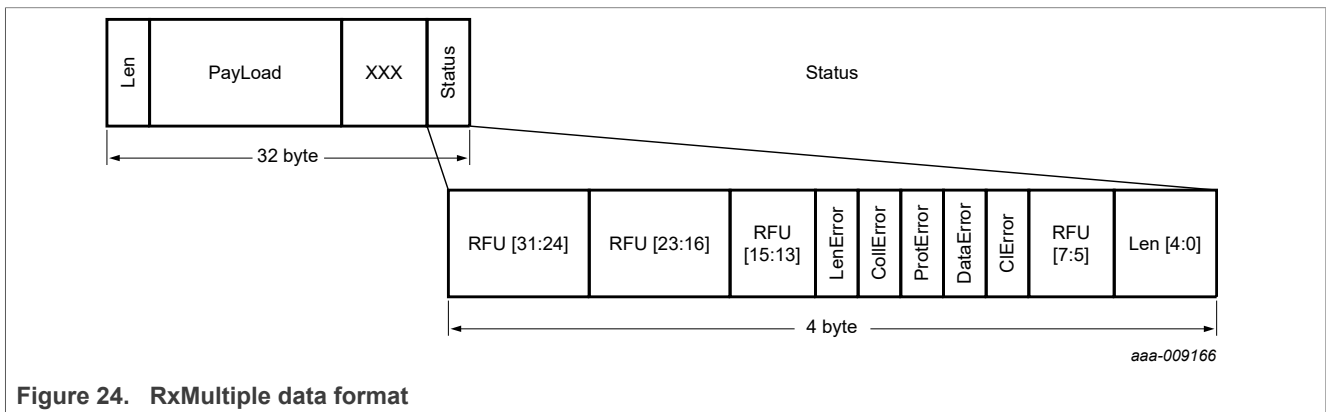 Len
PayLoad
XXX
Status
Status
32 byte
RFU [31:24]
RFU [23:16]
RFU
[15:13]
LenError
CollError
ProtError
DataError
ClError
RFU
[7:5]
Len [4:0]
4 byte
aaa-009166
Figure 24. RxMultiple data format